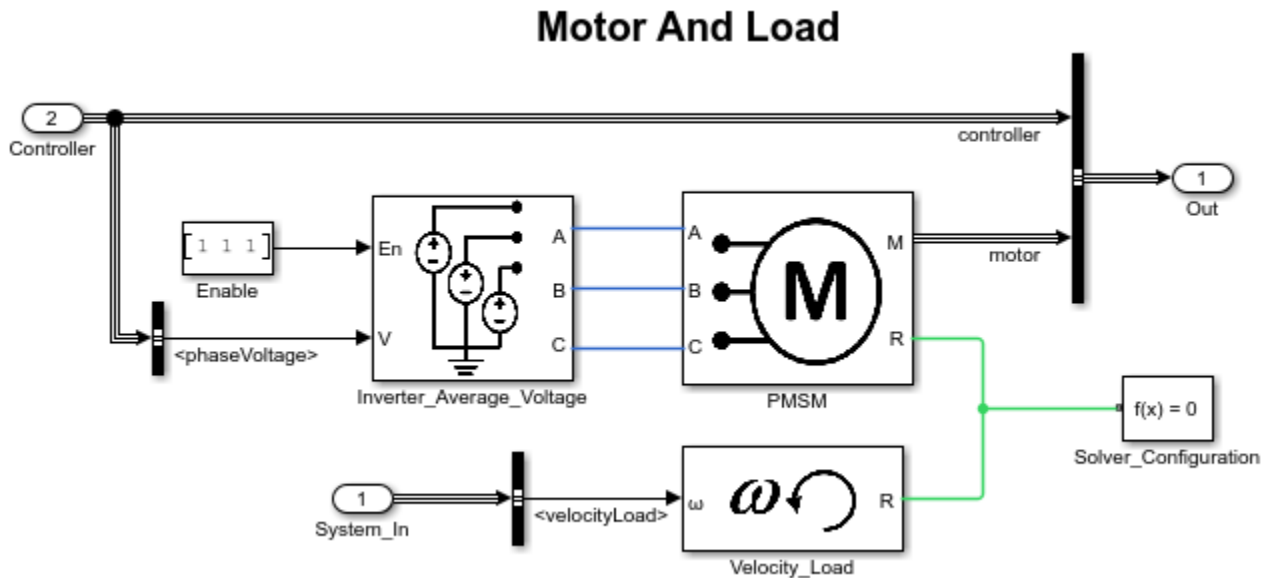 Motor And Load
2
Controller
controller
1
Out
[ 1 1 1 ]
Enable
En
V
<phaseVoltage>
+
−
+
−
+
−
A
B
C
Inverter_Average_Voltage
A
B
C
M
M
R
PMSM
motor
f(x) = 0
Solver_Configuration
1
System_In
<velocityLoad>
ω
ω
R
Velocity_Load